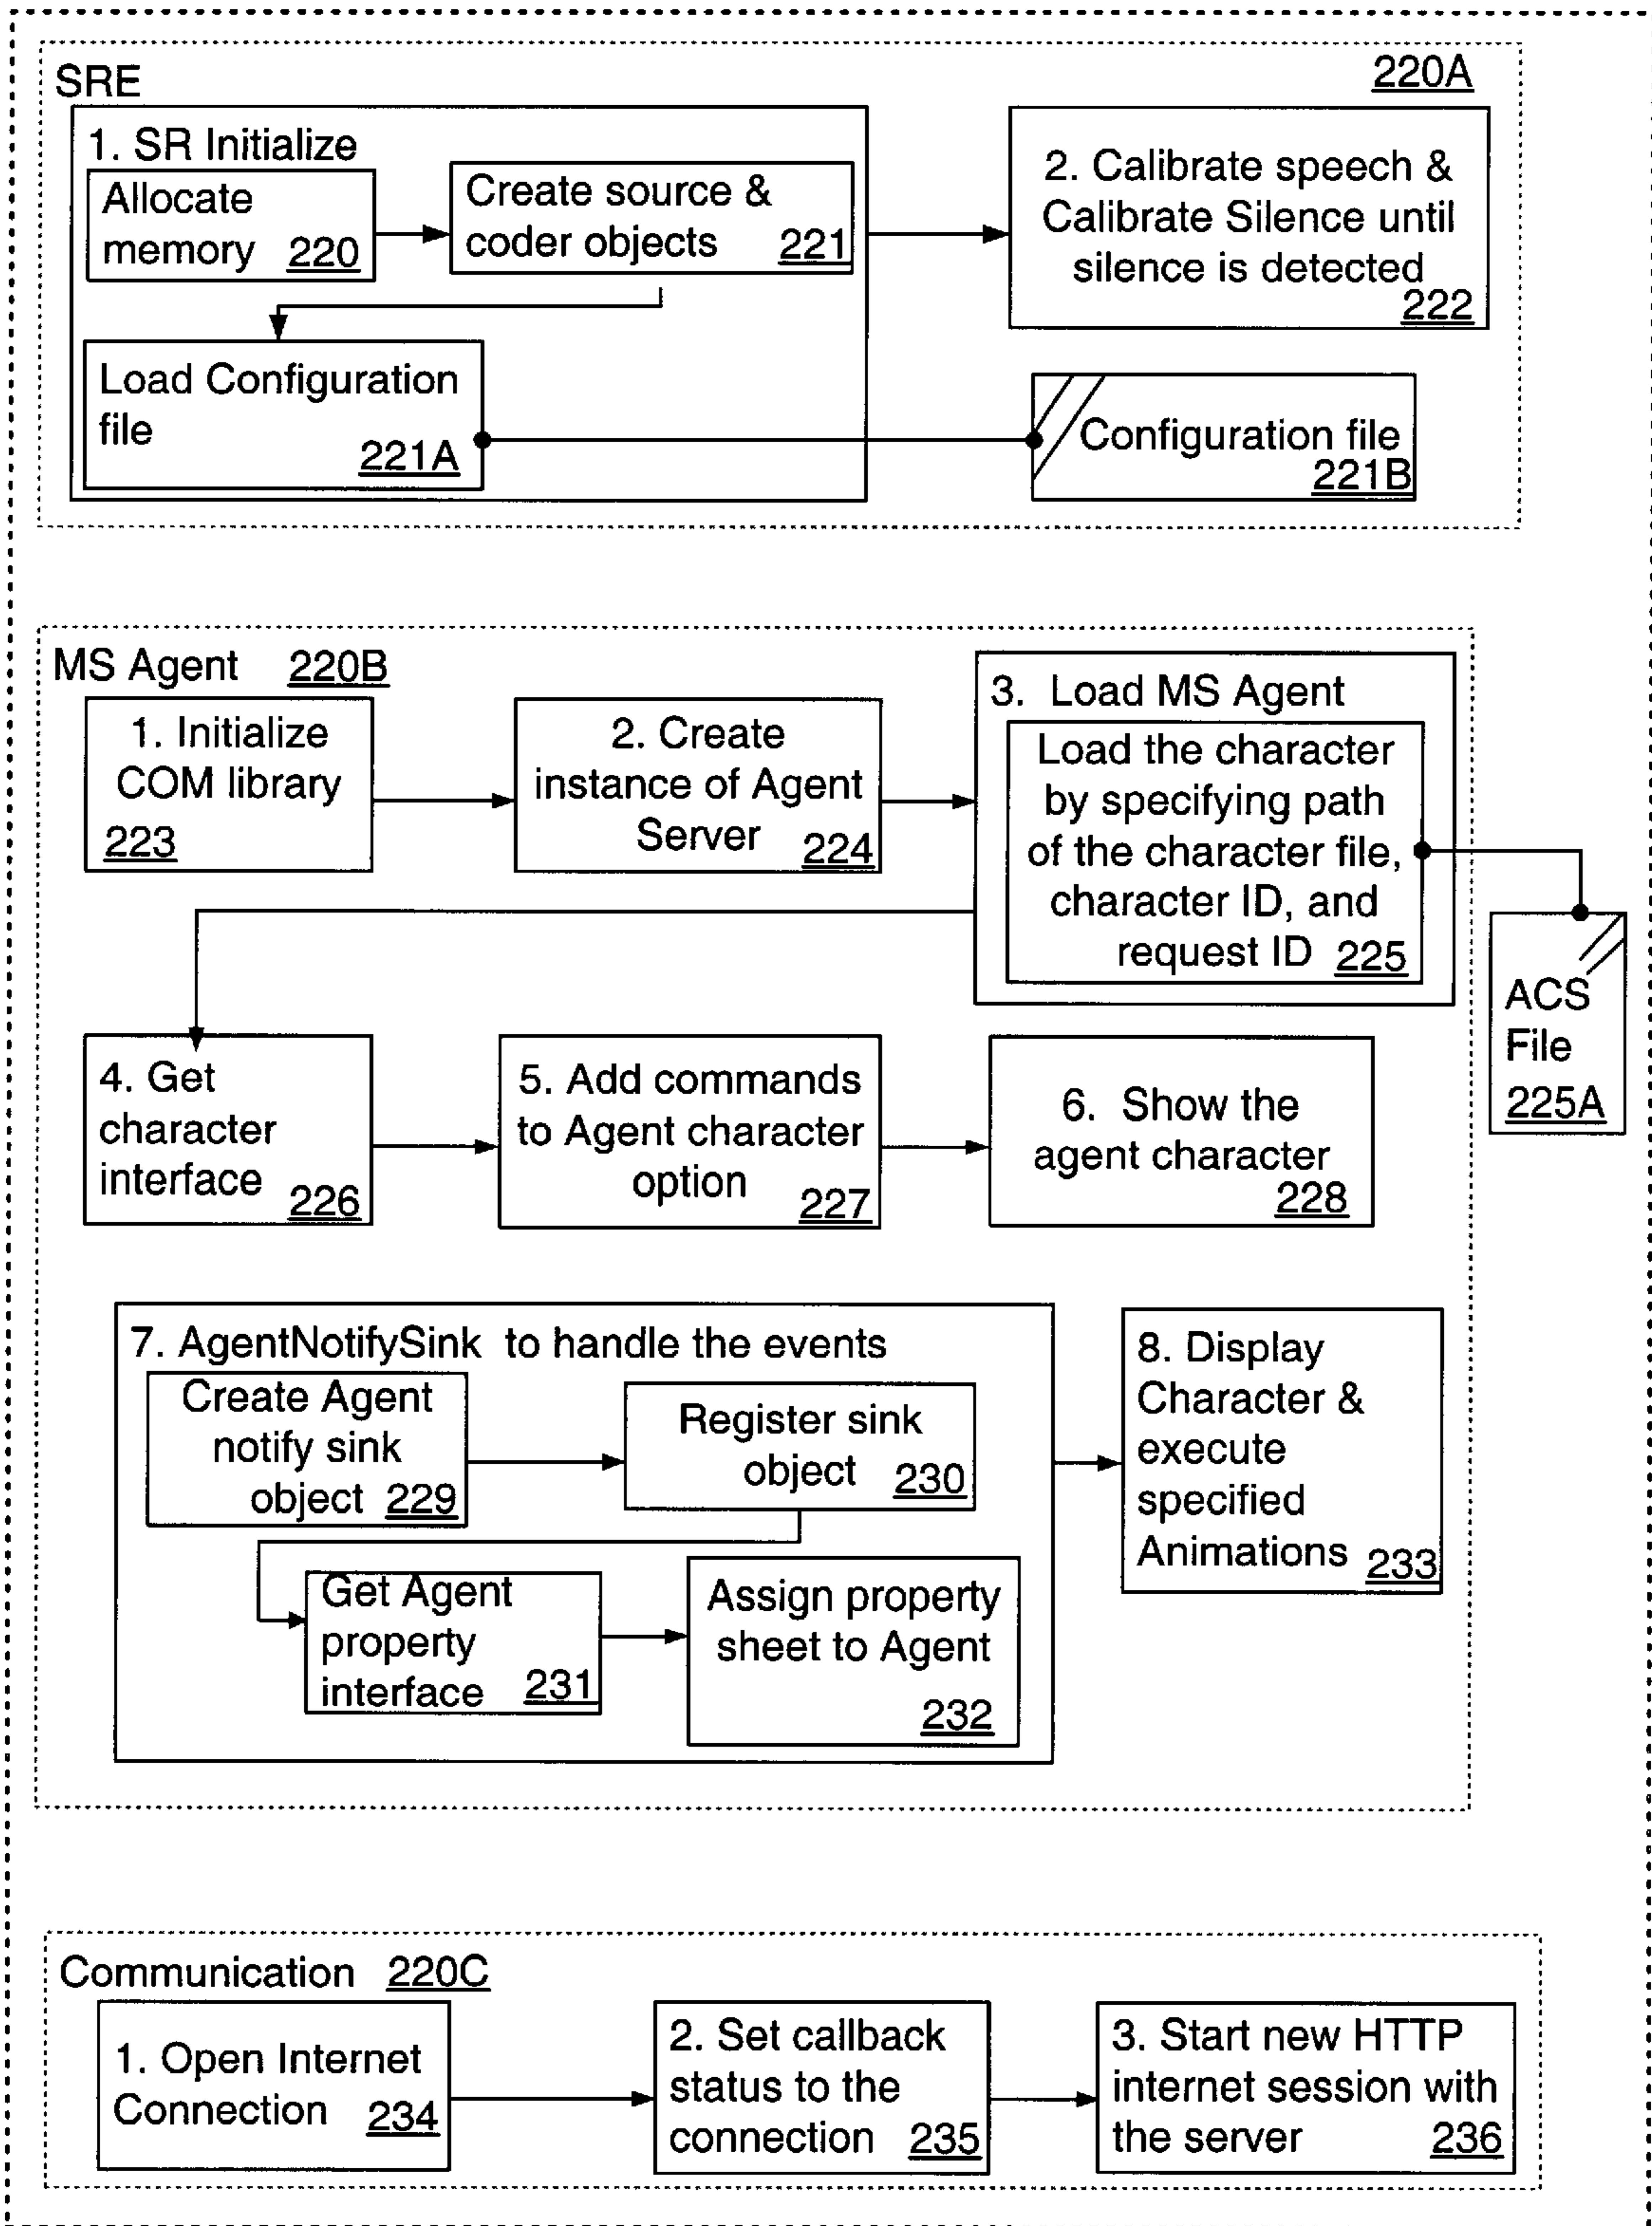 SRE
220A
1. SR Initialize
Allocate
memory 220
Create source &
coder objects 221
2. Calibrate speech &
Calibrate Silence until
silence is detected
222
Load Configuration
file
221A
Configuration file
221B
MS Agent 220B
1. Initialize
COM library
223
2. Create
instance of Agent
Server 224
3. Load MS Agent
Load the character
by specifying path
of the character file,
character ID, and
request ID 225
ACS
File
225A
4. Get
character
interface 226
5. Add commands
to Agent character
option 227
6. Show the
agent character
228
7. AgentNotifySink to handle the events
Create Agent
notify sink
object 229
Register sink
object 230
Get Agent
property
interface 231
Assign property
sheet to Agent
232
8. Display
Character &
execute
specified
Animations 233
Communication 220C
1. Open Internet
Connection 234
2. Set callback
status to the
connection 235
3. Start new HTTP
internet session with
the server 236